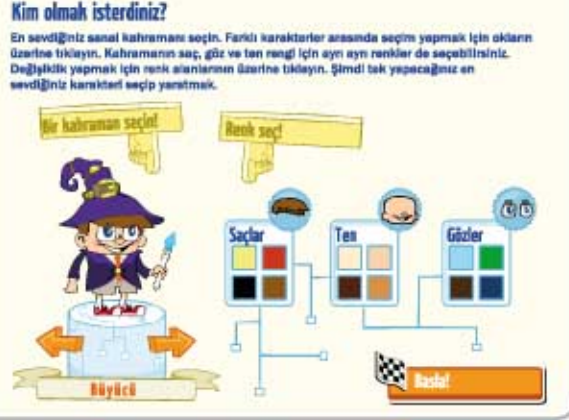 Kim olmak isterdiniz?
En sevdiğiniz sanal kahramanı seçin. Farklı karakterler arasında seçim yapmak için okların
üzerine tıklayın. Kahramanın saç, göz ve ten rengi için ayrı ayrı renkler de seçebilirsiniz.
Değişiklik yapmak için renk alanlarının üzerine tıklayın. Şimdi tek yapacağınız en
sevdiğiniz karakteri seçip yaratmak.
Bir kahraman seçin!
Renk seç!
Saçlar
Ten
Gözler
Büyücü
Başla!